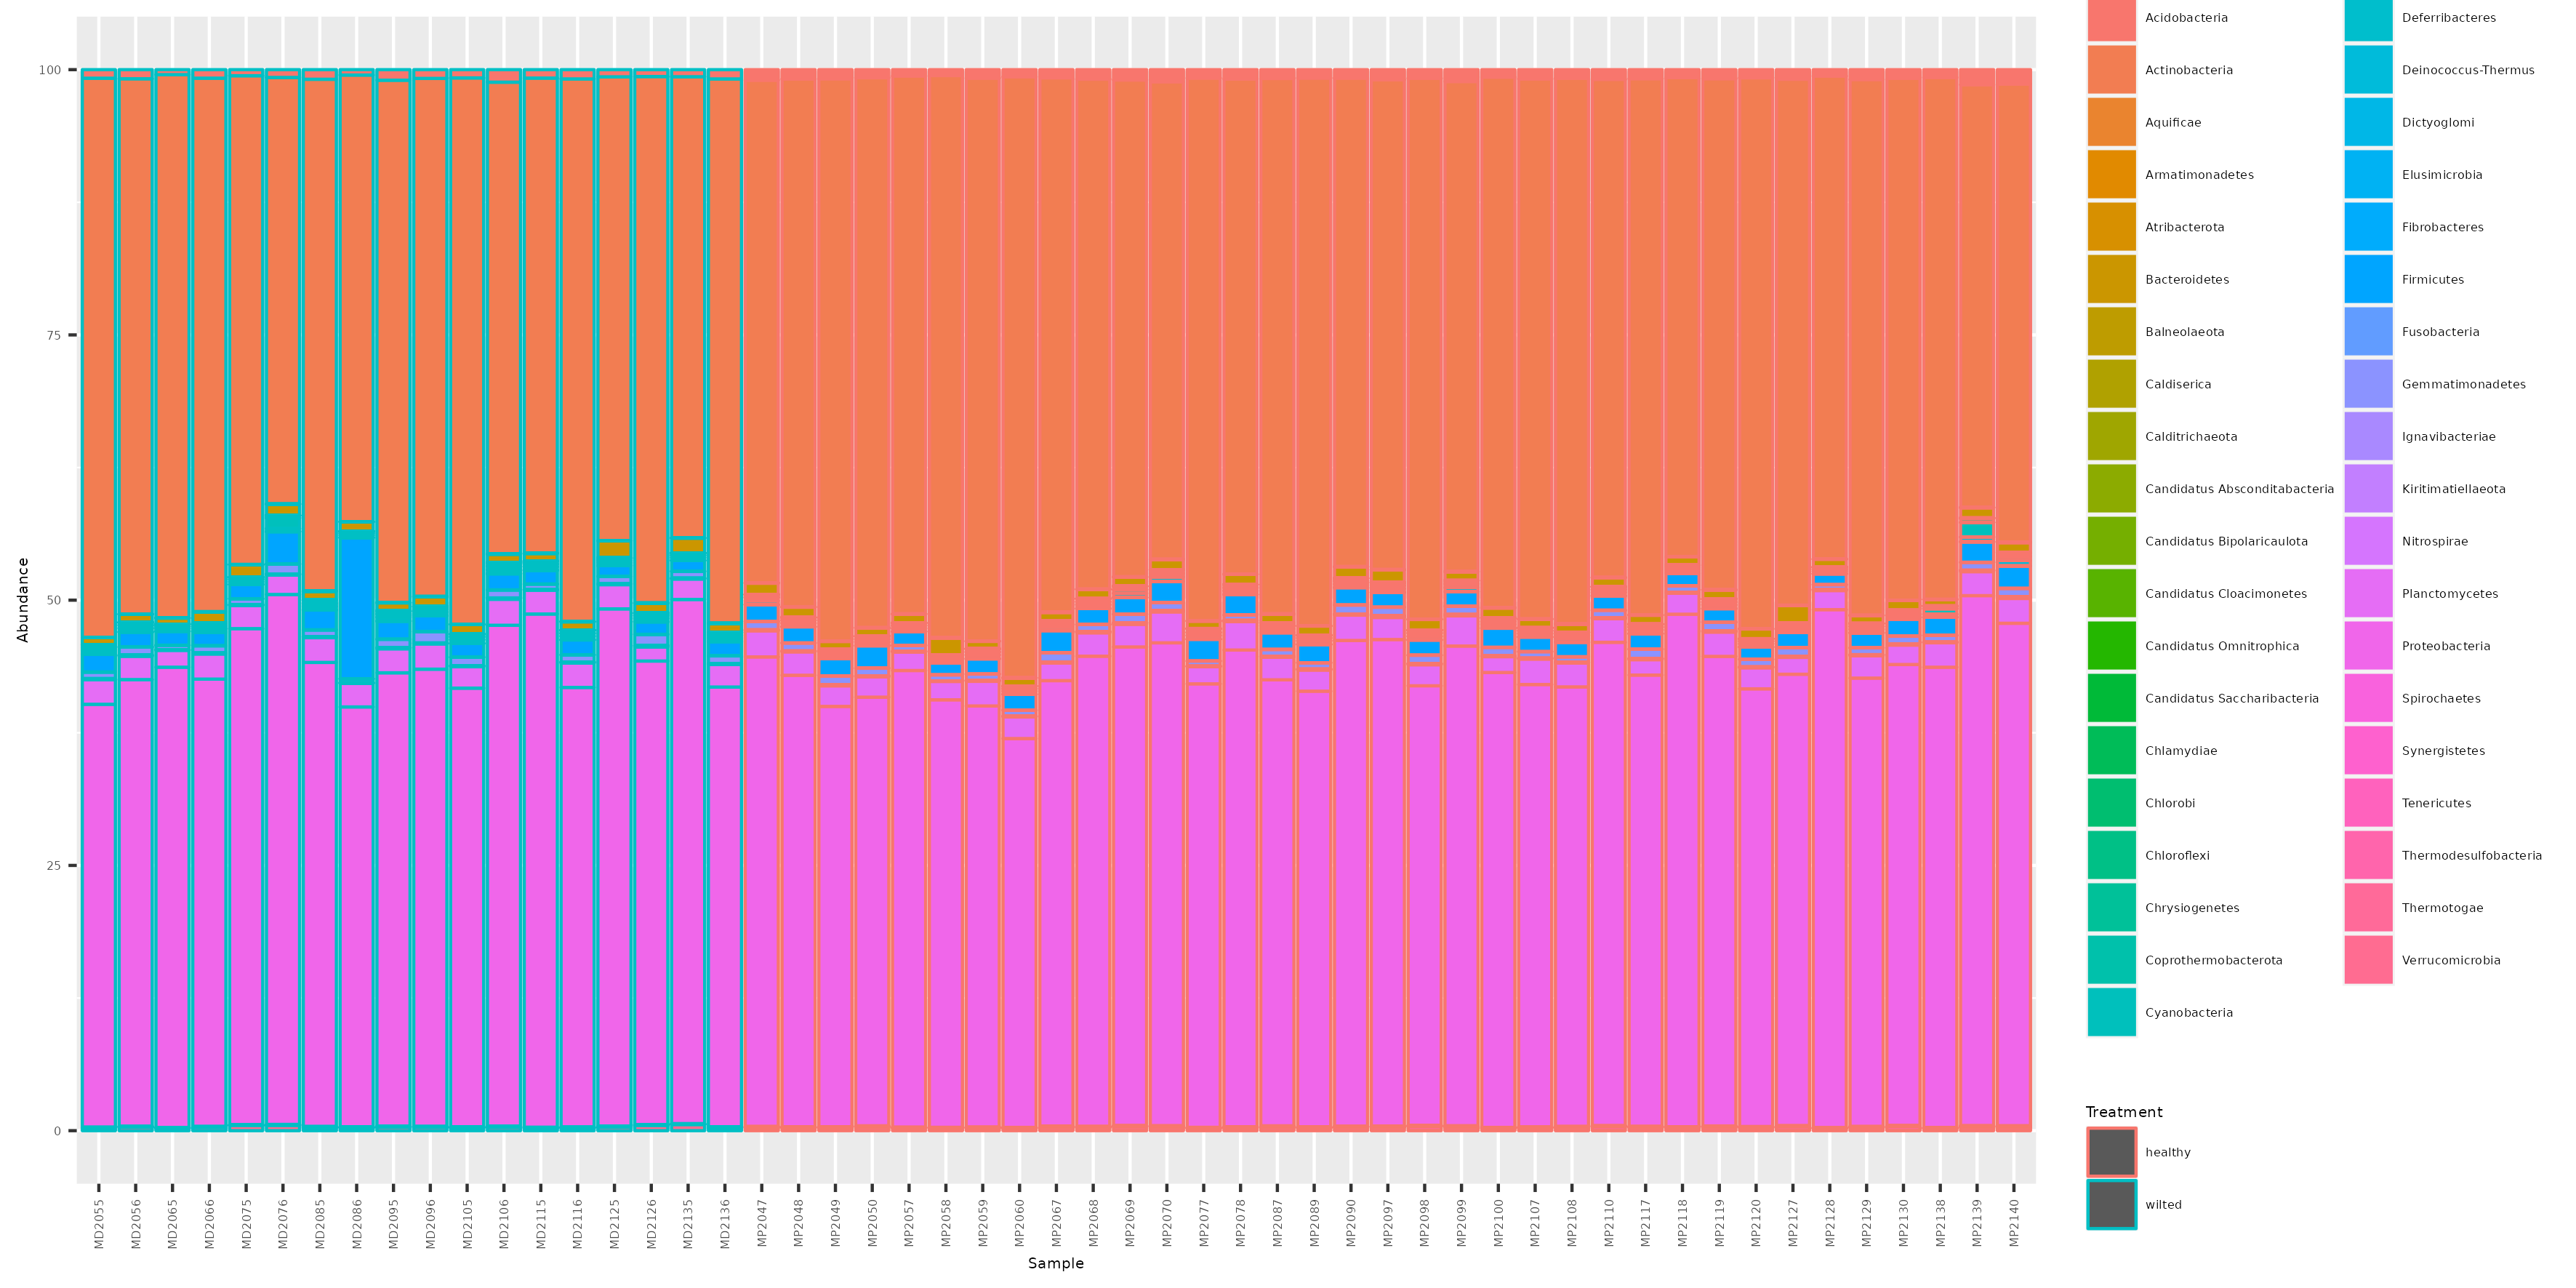 Abundance
100
75
50
25
0
MD2055
MD2056
MD2065
MD2066
MD2075
MD2076
MD2085
MD2086
MD2095
MD2096
MD2105
MD2106
MD2115
MD2116
MD2125
MD2126
MD2135
MD2136
MP2047
MP2048
MP2049
MP2050
MP2057
MP2058
MP2059
MP2060
MP2067
MP2068
MP2069
MP2070
MP2077
MP2078
MP2087
MP2089
MP2090
MP2097
MP2098
MP2099
MP2100
MP2107
MP2108
MP2110
MP2117
MP2118
MP2119
MP2120
MP2127
MP2128
MP2129
MP2130
MP2138
MP2139
MP2140
Sample
Acidobacteria
Actinobacteria
Aquificae
Armatimonadetes
Atribacterota
Bacteroidetes
Balneolaeota
Caldiserica
Calditrichaeota
Candidatus Absconditabacteria
Candidatus Bipolaricaulota
Candidatus Cloacimonetes
Candidatus Omnitrophica
Candidatus Saccharibacteria
Chlamydiae
Chlorobi
Chloroflexi
Chrysiogenetes
Coprothermobacterota
Cyanobacteria
Deferribacteres
Deinococcus-Thermus
Dictyoglomi
Elusimicrobia
Fibrobacteres
Firmicutes
Fusobacteria
Gemmatimonadetes
Ignavibacteriae
Kiritimatiellaeota
Nitrospirae
Planctomycetes
Proteobacteria
Spirochaetes
Synergistetes
Tenericutes
Thermodesulfobacteria
Thermotogae
Verrucomicrobia
Treatment
healthy
wilted